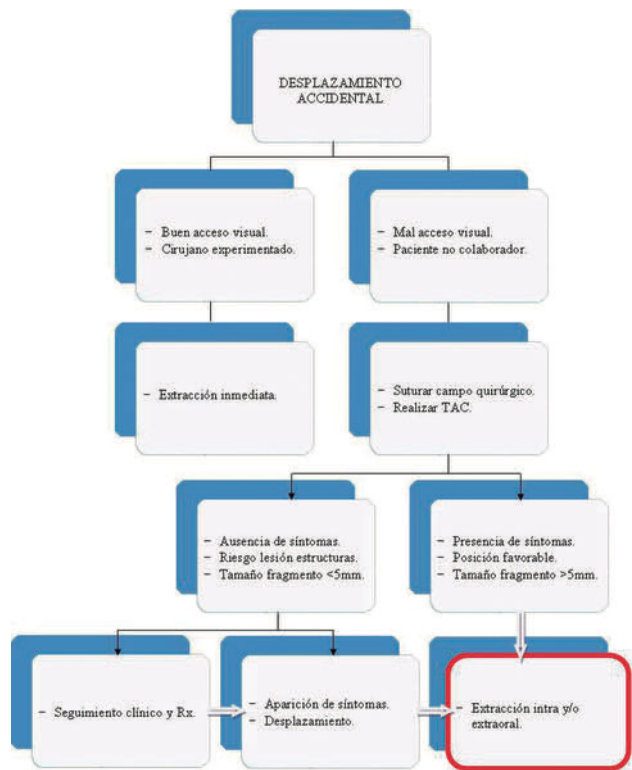 DESPLAZAMIENTO
ACCIDENTAL
- Buen acceso visual.
- Cirujano experimentado.
- Mal acceso visual.
- Paciente no colaborador.
- Extracción inmediata.
- Suturar campo quirúrgico.
- Realizar TAC.
- Ausencia de síntomas.
- Riesgo lesión estructuras.
- Tamaño fragmento <5mm.
- Presencia de síntomas.
- Posición favorable.
- Tamaño fragmento >5mm.
- Seguimiento clínico y Rx.
- Aparición de síntomas.
- Desplazamiento.
- Extracción intra y/o
extraoral.